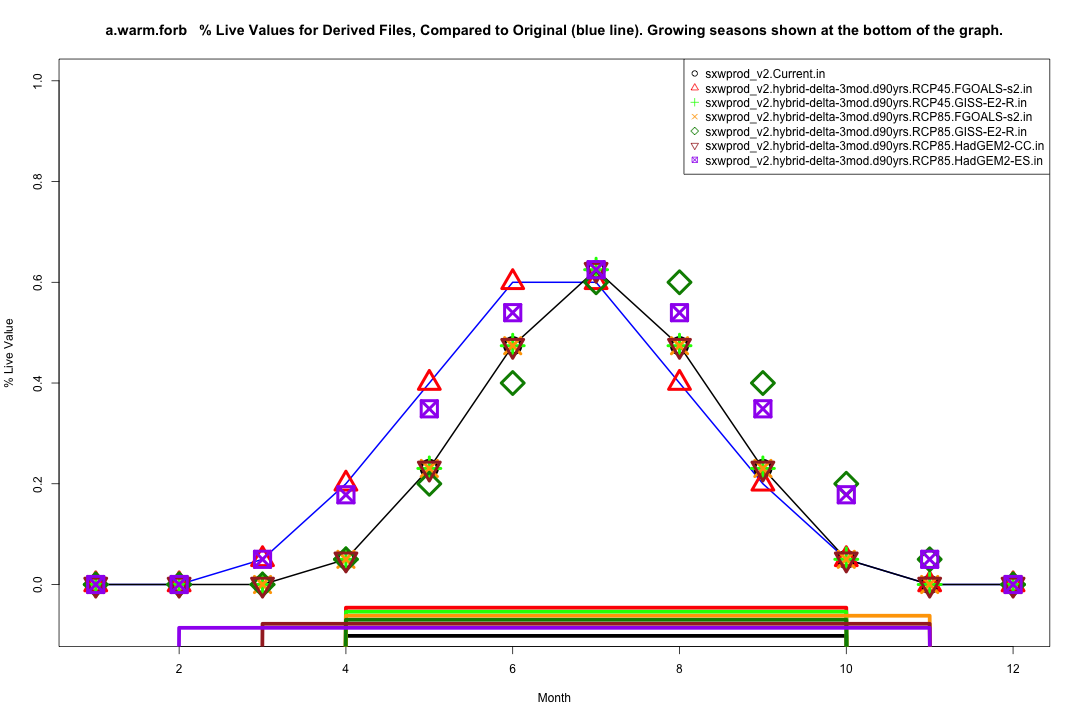 a.warm.forb   % Live Values for Derived Files, Compared to Original (blue line). Growing seasons shown at the bottom of the graph.
sxwprod_v2.Current.in
sxwprod_v2.hybrid-delta-3mod.d90yrs.RCP45.FGOALS-s2.in
sxwprod_v2.hybrid-delta-3mod.d90yrs.RCP45.GISS-E2-R.in
sxwprod_v2.hybrid-delta-3mod.d90yrs.RCP85.FGOALS-s2.in
sxwprod_v2.hybrid-delta-3mod.d90yrs.RCP85.GISS-E2-R.in
sxwprod_v2.hybrid-delta-3mod.d90yrs.RCP85.HadGEM2-CC.in
sxwprod_v2.hybrid-delta-3mod.d90yrs.RCP85.HadGEM2-ES.in
% Live Value
1.0
0.8
0.6
0.4
0.2
0.0
2 4 6 8 10 12
Month